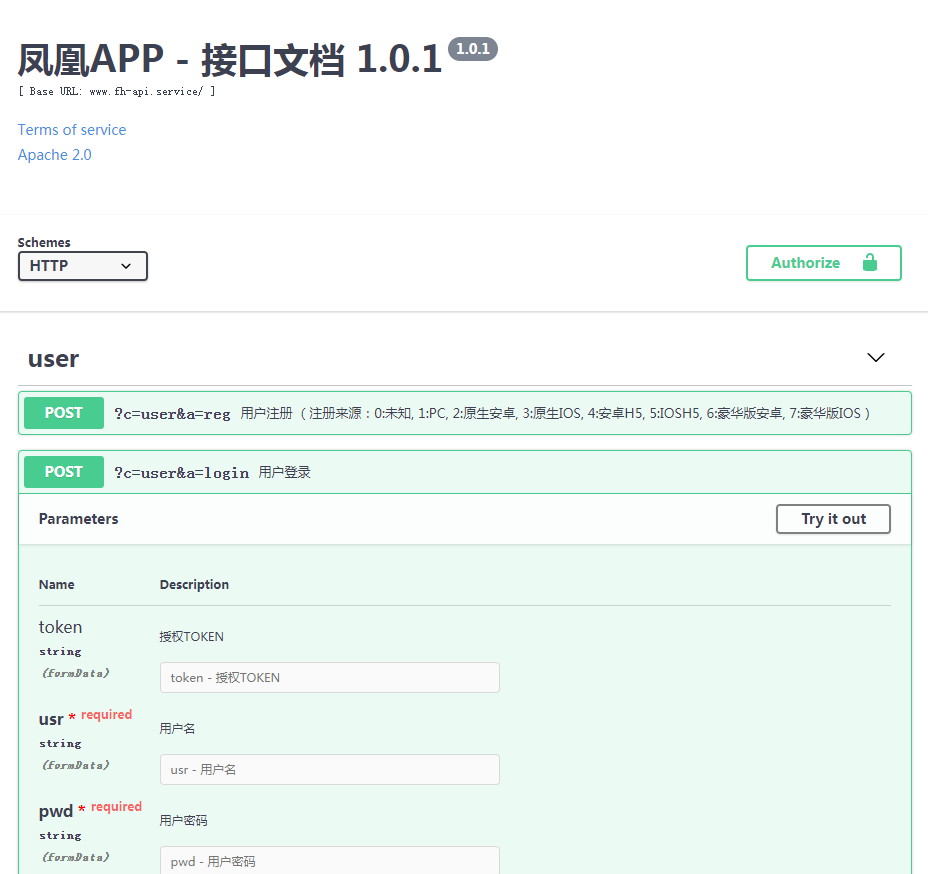 凤凰APP - 接口文档 1.0.1 1.0.1
[ Base URL: www.fh-api.service/ ]
Terms of service
Apache 2.0
Schemes
HTTP
Authorize
user
POST ?c=user&a=reg 用户注册（注册来源：0:未知, 1:PC, 2:原生安卓, 3:原生IOS, 4:安卓H5, 5:IOSH5, 6:豪华版安卓, 7:豪华版IOS ）
POST ?c=user&a=login 用户登录
Parameters Try it out
Name Description
token 授权TOKEN
string
(formData)
token - 授权TOKEN
usr * required 用户名
string
(formData)
usr - 用户名
pwd * required 用户密码
string
(formData)
pwd - 用户密码